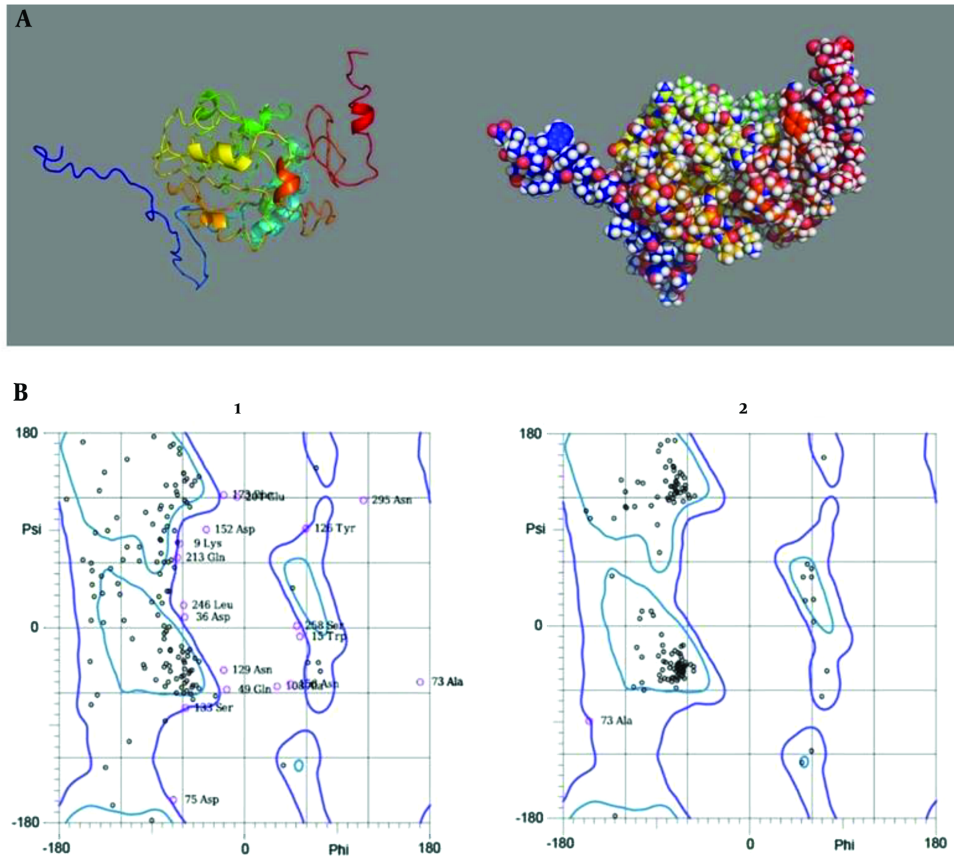 A
B
1
2
180
Psi
0
-180
-180
0
Phi
180
295 Asn
152 Asp
126 Tyr
9 Lys
213 Gln
246 Leu
36 Asp
258 Ser
13 Trp
129 Asn
49 Gln
Asn
73 Ala
133 Ser
75 Asp
180
Psi
0
-180
-180
0
Phi
180
73 Ala